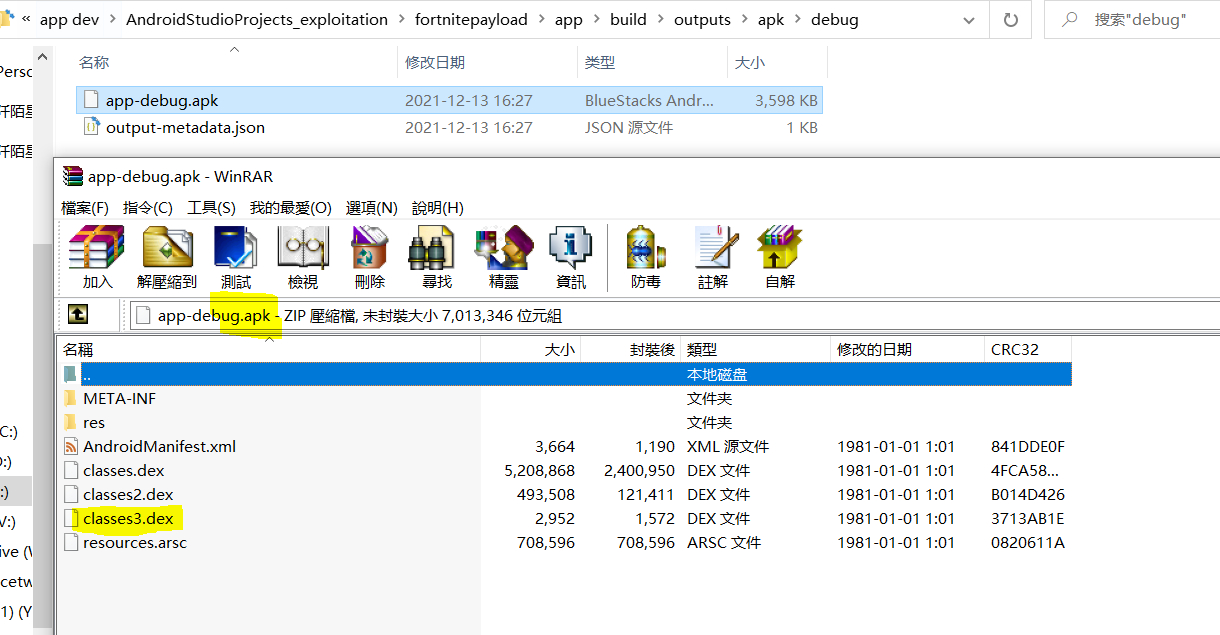 « app dev › AndroidStudioProjects_exploitation › fortnitepayload › app › build › outputs › apk › debug 搜索"debug"
名称 修改日期 类型 大小
app-debug.apk 2021-12-13 16:27 BlueStacks Andr... 3,598 KB
output-metadata.json 2021-12-13 16:27 JSON 源文件 1 KB
Persc
仟陌星
仟陌星
app-debug.apk - WinRAR
檔案(F) 指令(C) 工具(S) 我的最愛(O) 選項(N) 說明(H)
加入 解壓縮到 測試 檢視 刪除 尋找 精靈 資訊 防毒 註解 自解
app-debug.apk - ZIP 壓縮檔, 未封裝大小 7,013,346 位元組
名稱 大小 封裝後 類型 修改的日期 CRC32
.. 本地磁盘
META-INF 文件夹
res 文件夹
C:) AndroidManifest.xml 3,664 1,190 XML 源文件 1981-01-01 1:01 841DDE0F
:) classes.dex 5,208,868 2,400,950 DEX 文件 1981-01-01 1:01 4FCA58...
:) classes2.dex 493,508 121,411 DEX 文件 1981-01-01 1:01 B014D426
V:) classes3.dex 2,952 1,572 DEX 文件 1981-01-01 1:01 3713AB1E
ive (\ resources.arsc 708,596 708,596 ARSC 文件 1981-01-01 1:01 0820611A
cetw
1) (Y